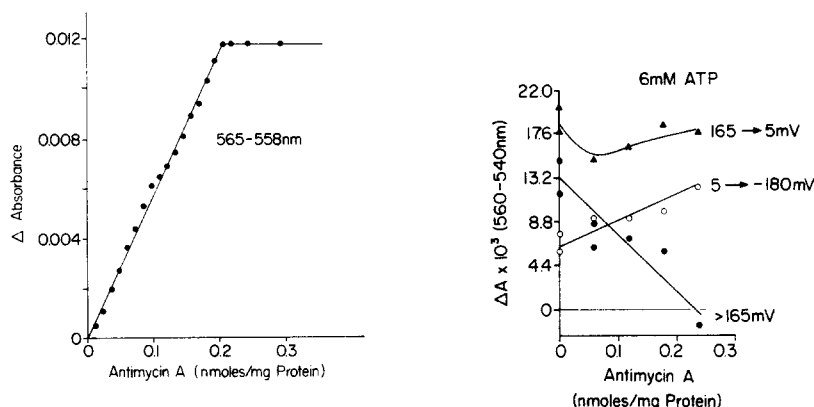 0.012
0.008
0.004
0
Δ Absorbance
565-558nm
0 0.1 0.2 0.3
Antimycin A (nmoles/mg Protein)
6mM ATP
22.0
17.6
13.2
8.8
4.4
0
ΔA x 10³ (560-540nm)
165→5mV
5→-180mV
>165mV
0 0.1 0.2 0.3
Antimycin A
(nmoles/mg Protein)